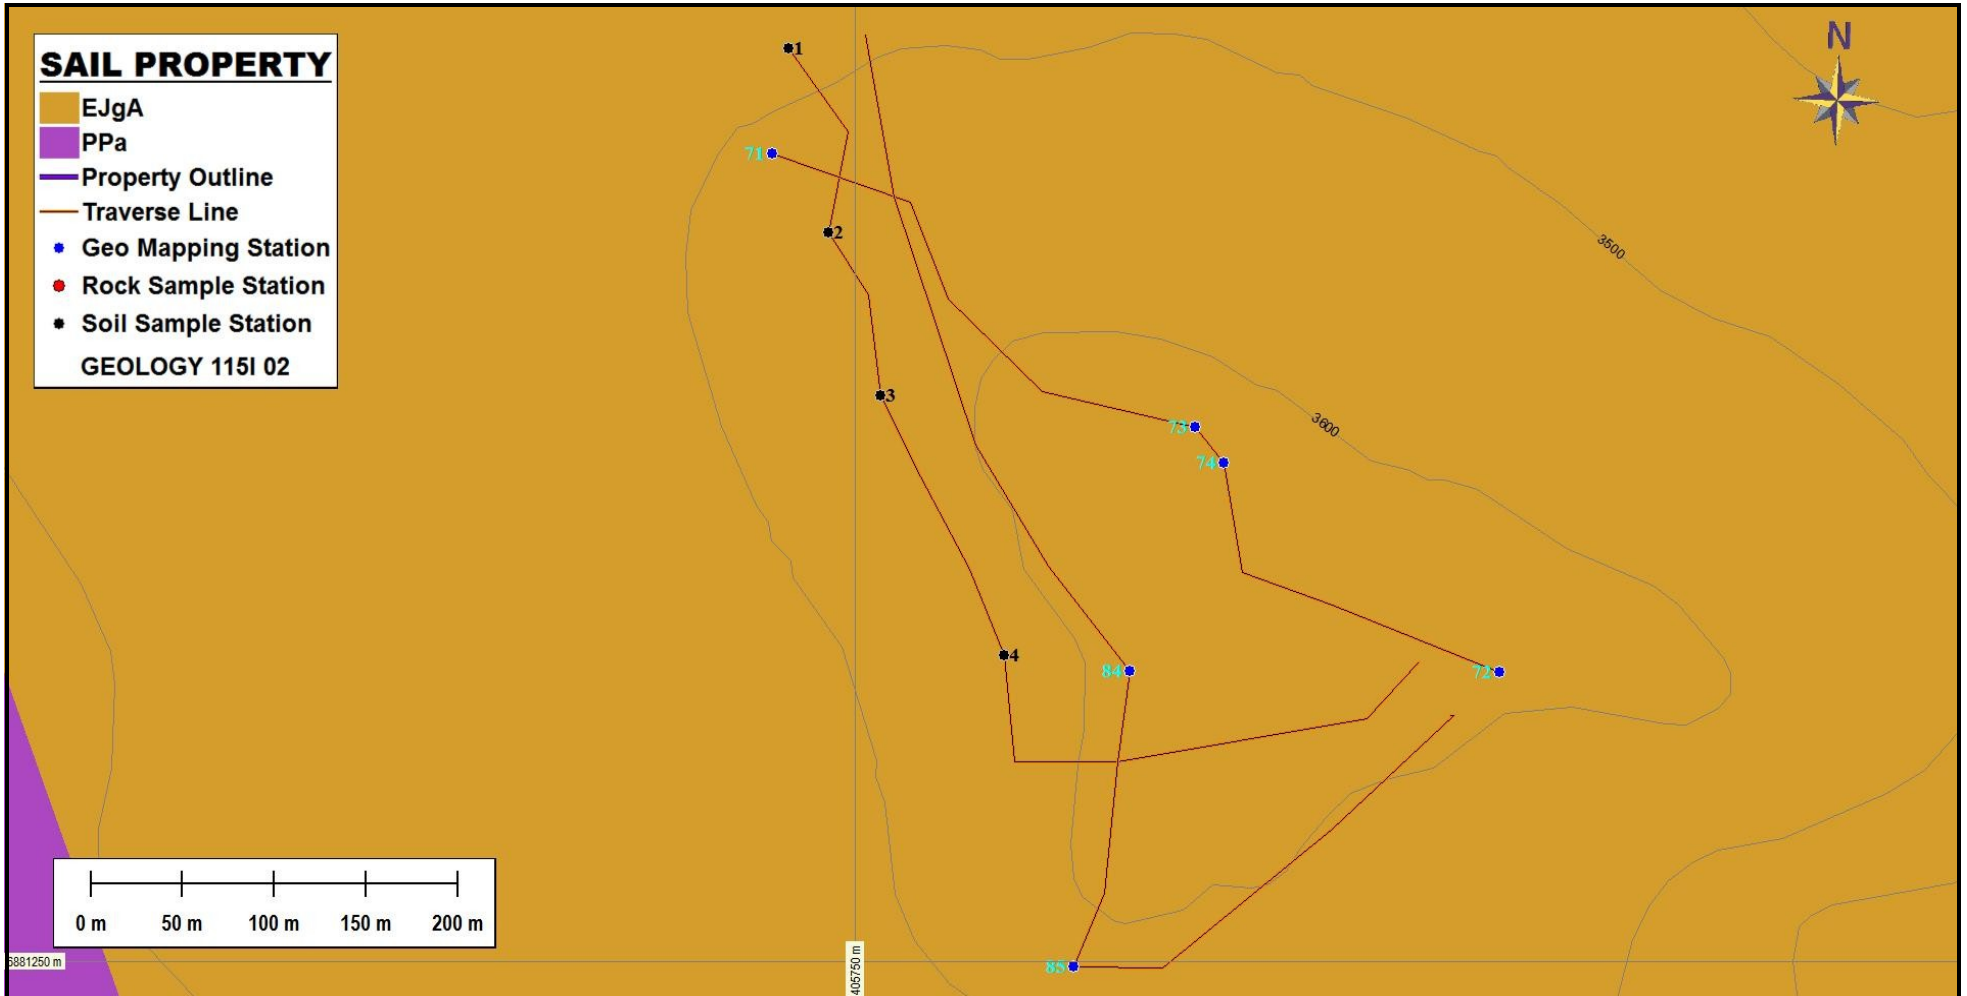 SAIL PROPERTY
EJgA
PPa
Property Outline
Traverse Line
Geo Mapping Station
Rock Sample Station
Soil Sample Station
GEOLOGY 115I 02
N
1
71
2
3500
3
3600
73
74
4
84
72
0 m 50 m 100 m 150 m 200 m
85
6881250 m
405750 m